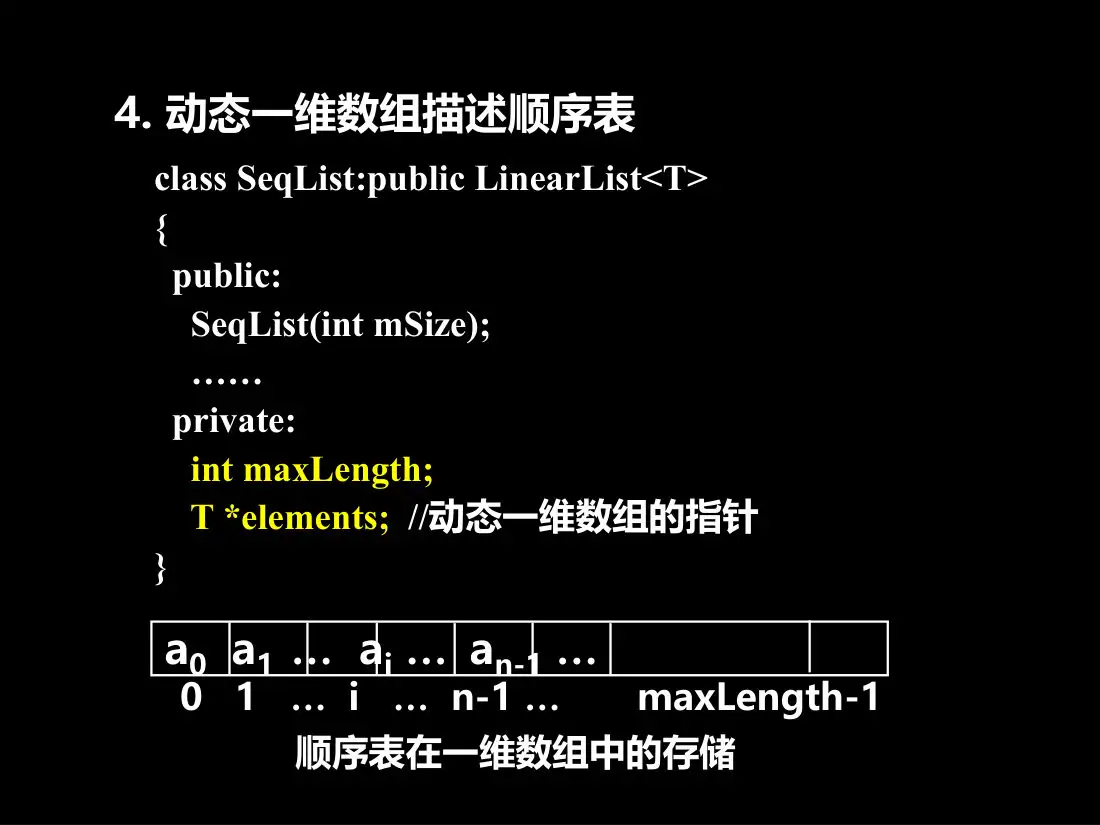 4. 动态一维数组描述顺序表
class SeqList:public LinearList<T>
{
public:
SeqList(int mSize);
……
private:
int maxLength;
T *elements; //动态一维数组的指针
}
a0 a1 … ai … an-1 …
0 1 … i … n-1 … maxLength-1
顺序表在一维数组中的存储